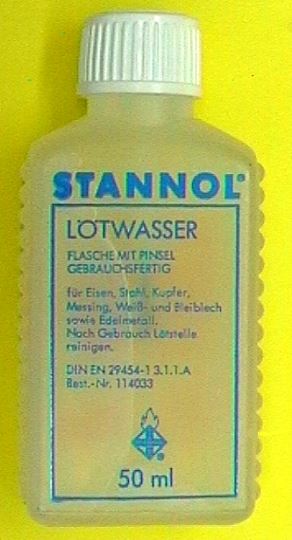 STANNOL®
LÖTWASSER
FLASCHE MIT PINSEL
GEBRAUCHSFERTIG
für Eisen, Stahl, Kupfer,
Messing, Weiß- und Bleiblech
sowie Edelmetall.
Nach Gebrauch Lötstelle
reinigen.
DIN EN 29454-1 3.1.1.A
Best.-Nr. 114033
®
50 ml